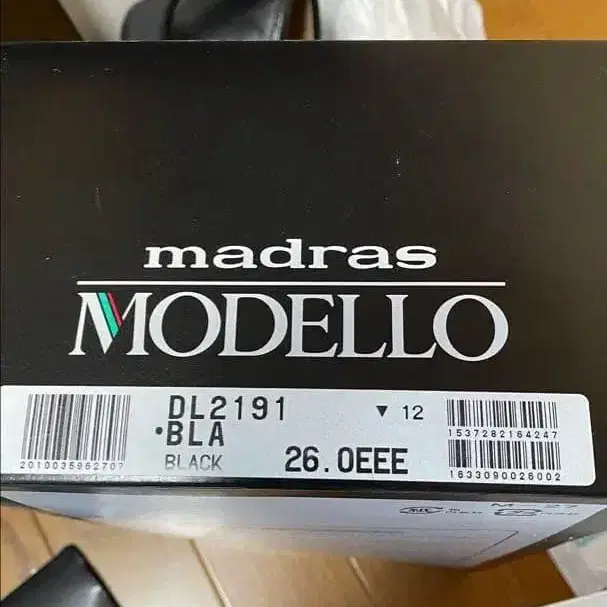 madras
MODELLO
DL2191 ▼ 12
•BLA
BLACK 26.0EEE
2010035962707
1537282164247
1633090026002